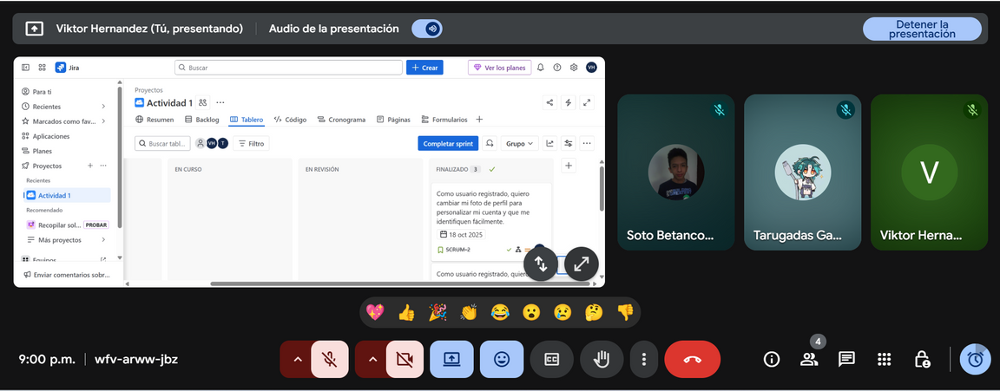 Viktor Hernandez (Tú, presentando)
Audio de la presentación
Detener la
presentación
Jira
Buscar
+ Crear
Ver los planes
VH
Para ti
Recientes
Marcados como fav...
Aplicaciones
Planes
Proyectos
Recientes
Actividad 1
Recomendado
Recopilar sol... PROBAR
Más proyectos
Equipos
Enviar comentarios sobr...
Proyectos
Actividad 1
Resumen
Backlog
Tablero
Código
Cronograma
Páginas
Formularios
Buscar tabl...
VH
T
Filtro
Completar sprint
Grupo
EN CURSO
EN REVISIÓN
FINALIZADO 3
Como usuario registrado, quiero
cambiar mi foto de perfil para
personalizar mi cuenta y que me
identifiquen fácilmente.
18 oct 2025
SCRUM-2
Como usuario registrado, quiero
Soto Betanco...
Tarugadas Ga...
V
Viktor Herna...
9:00 p.m. | wfv-arww-jbz
CC
4